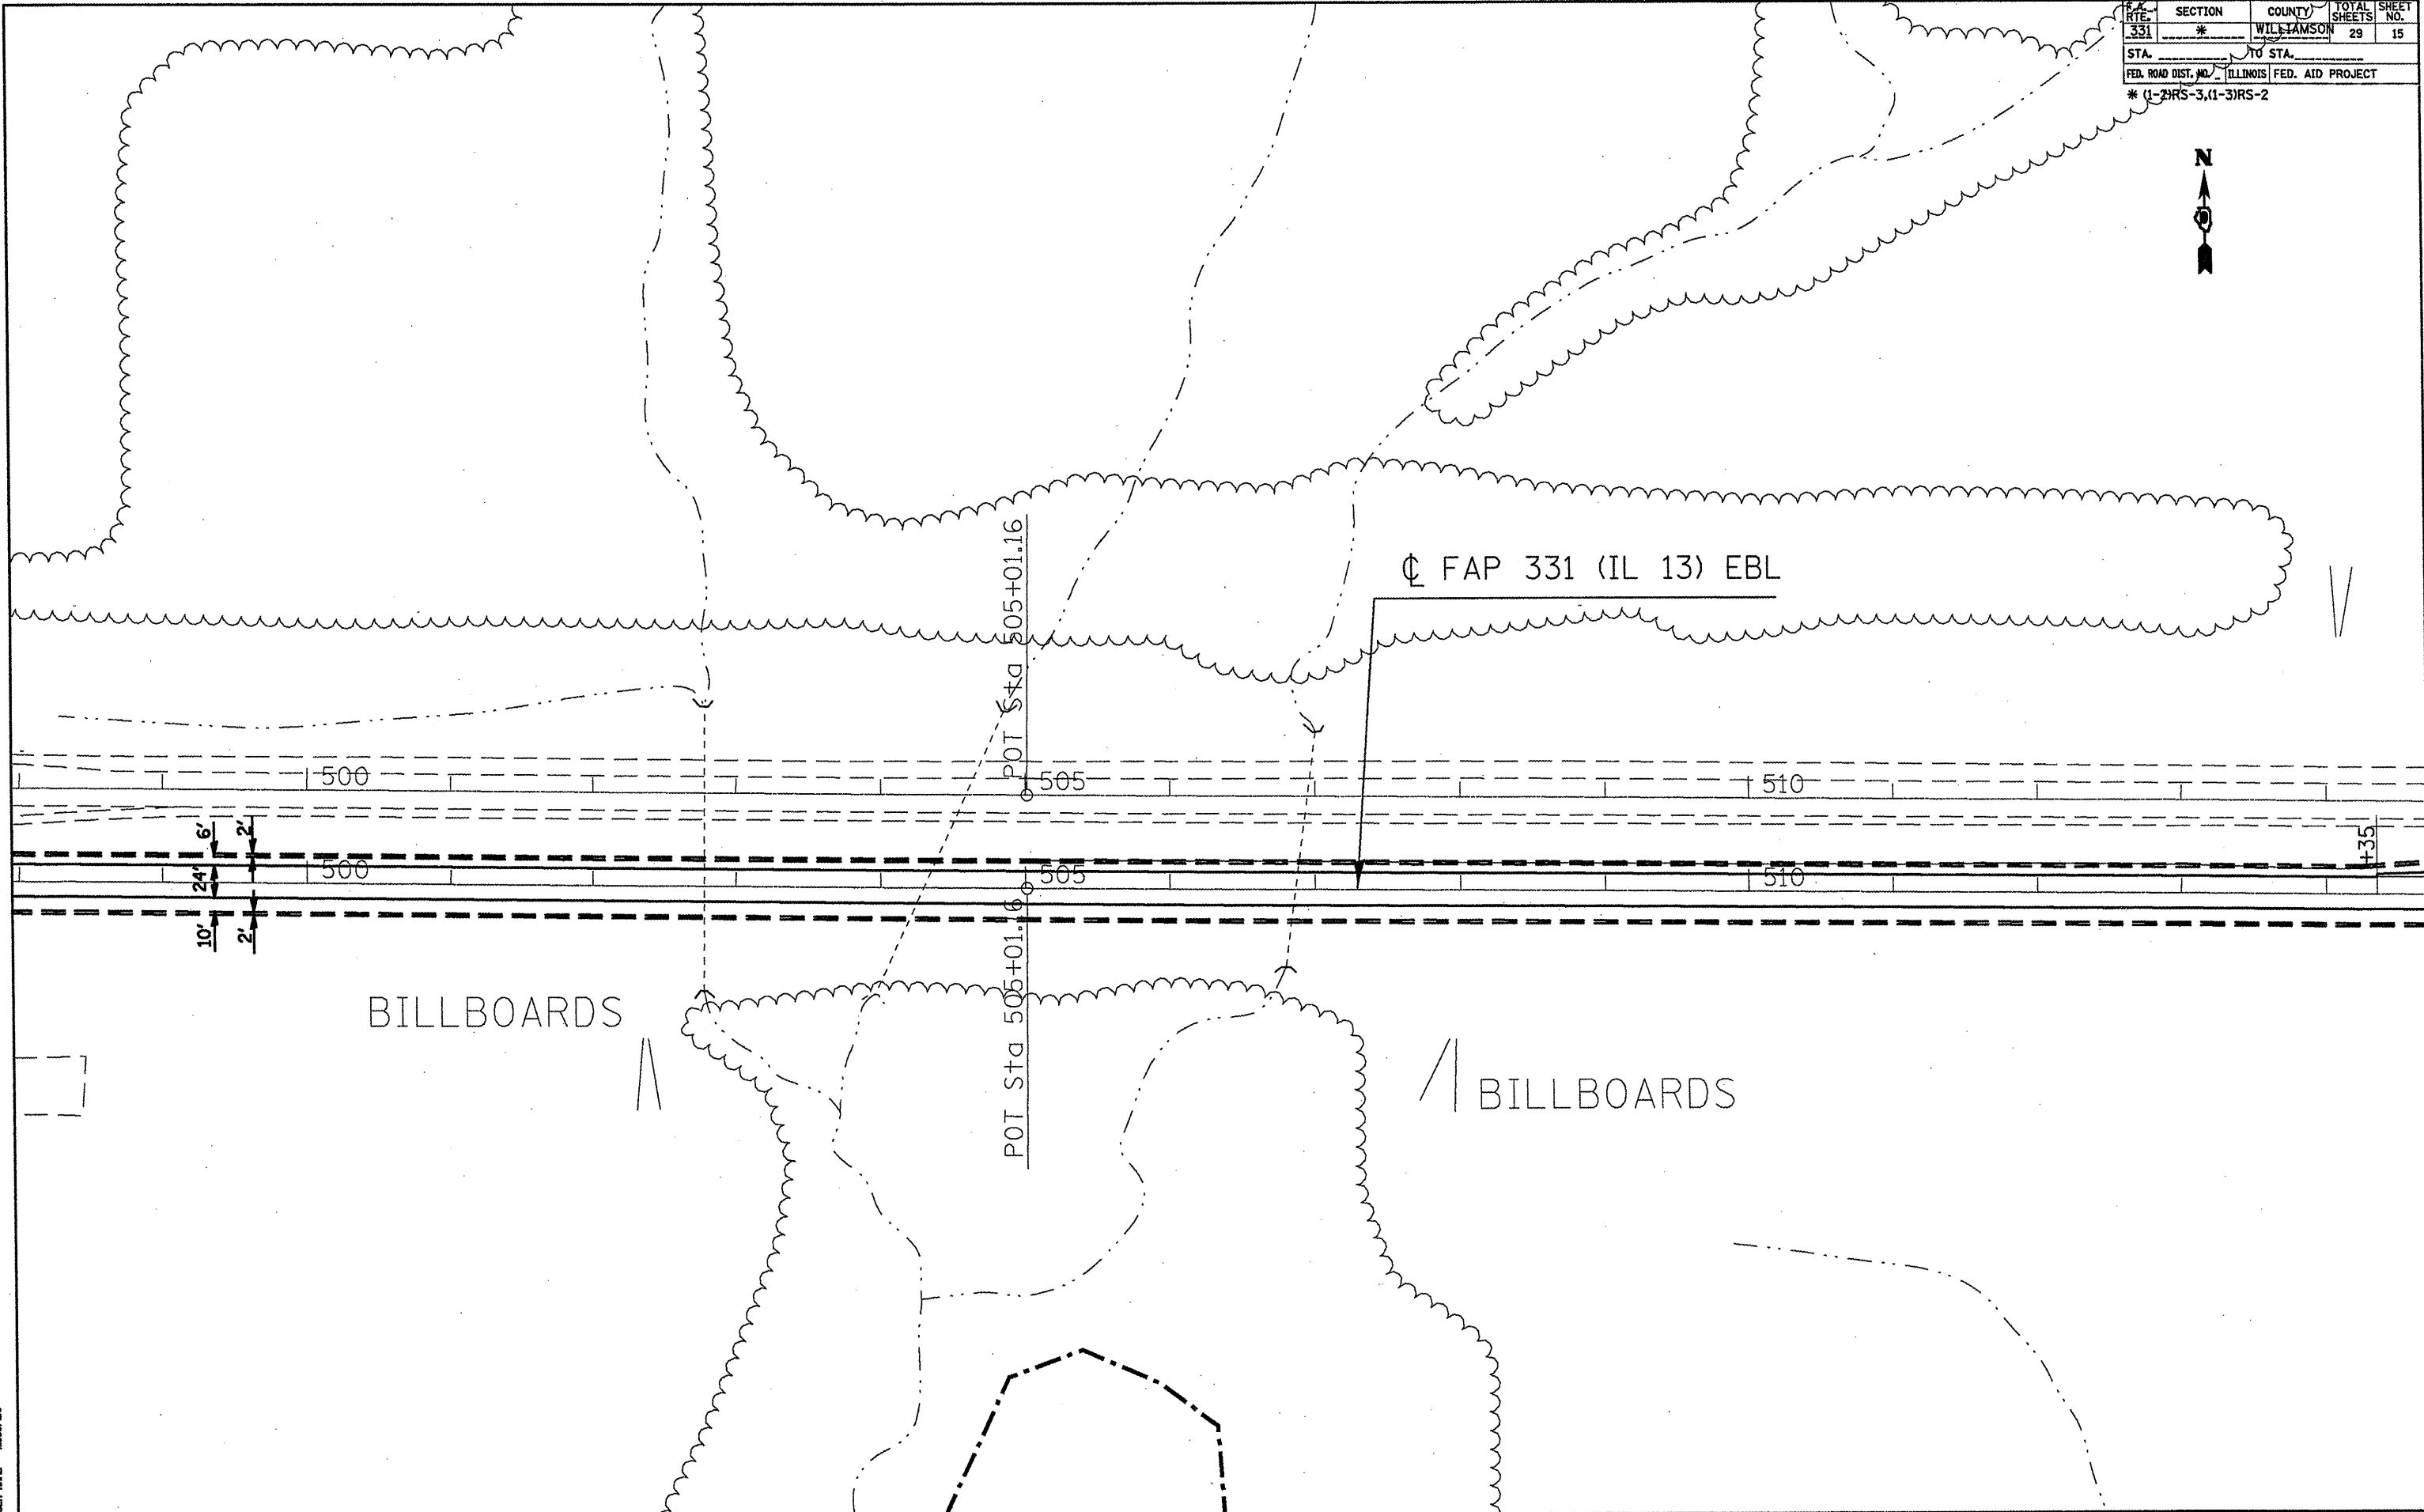 F.A. RTE. SECTION COUNTY TOTAL SHEETS SHEET NO.
331 * WILLIAMSON 29 15
STA. TO STA.
FED. ROAD DIST. NO. ILLINOIS FED. AID PROJECT
* (1-2)RS-3,(1-3)RS-2
N
POT Sta 505+01.16
℄ FAP 331 (IL 13) EBL
500 505 510
6' 2'
24'
10' 2'
500 505 510
+35
POT Sta 505+01.16
BILLBOARDS
BILLBOARDS